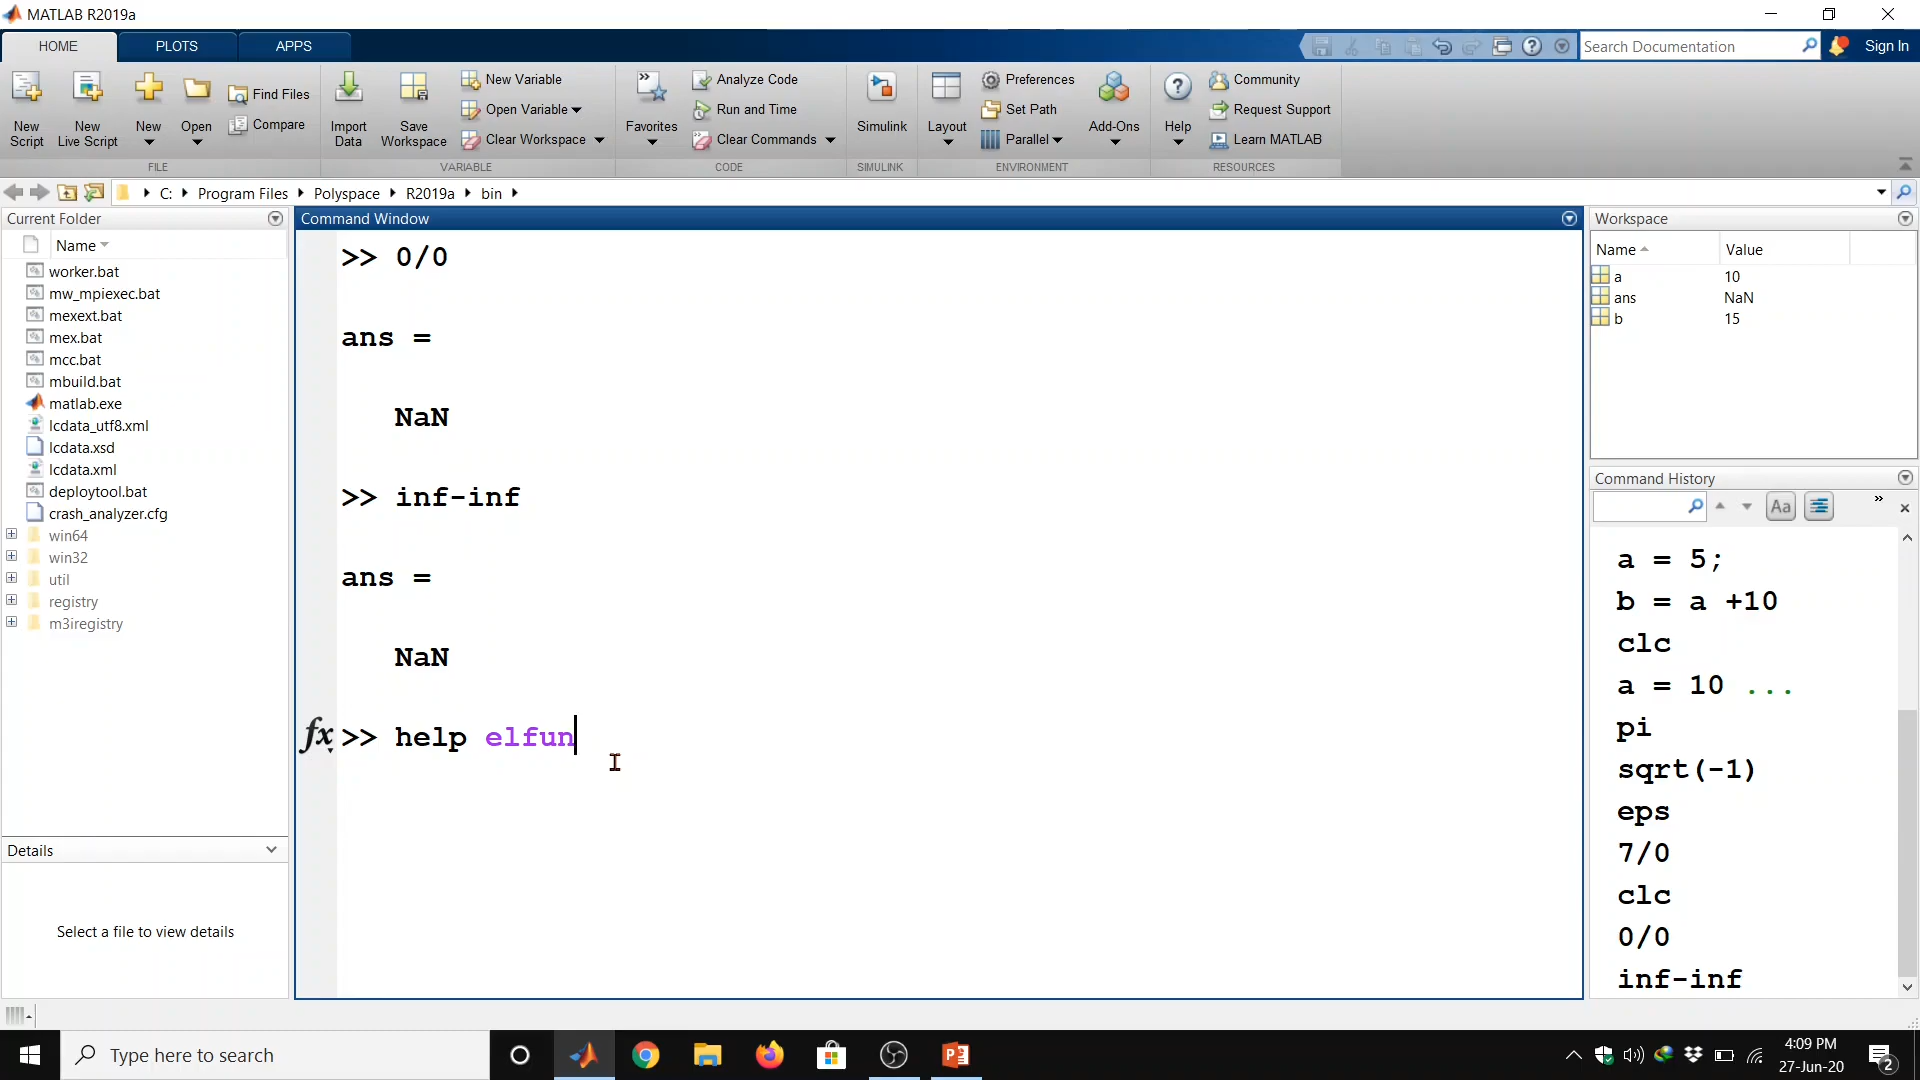 MATLAB R2019a
HOME PLOTS APPS
Search Documentation
Sign In
New Script
New Live Script
New
Open
Find Files
Compare
FILE
Import Data
Save Workspace
New Variable
Open Variable
Clear Workspace
VARIABLE
Favorites
Analyze Code
Run and Time
Clear Commands
CODE
Simulink
SIMULINK
Layout
Preferences
Set Path
Parallel
Add-Ons
ENVIRONMENT
Help
Community
Request Support
Learn MATLAB
RESOURCES
C: Program Files Polyspace R2019a bin
Current Folder
Name
worker.bat
mw_mpiexec.bat
mexext.bat
mex.bat
mcc.bat
mbuild.bat
matlab.exe
lcdata_utf8.xml
lcdata.xsd
lcdata.xml
deploytool.bat
crash_analyzer.cfg
win64
win32
util
registry
m3iregistry
Details
Select a file to view details
Command Window
>> 0/0
ans =
NaN
>> inf-inf
ans =
NaN
fx >> help elfun
Workspace
Name Value
a 10
ans NaN
b 15
Command History
Aa
a = 5;
b = a +10
clc
a = 10 ...
pi
sqrt(-1)
eps
7/0
clc
0/0
inf-inf
Type here to search
4:09 PM
27-Jun-20
2